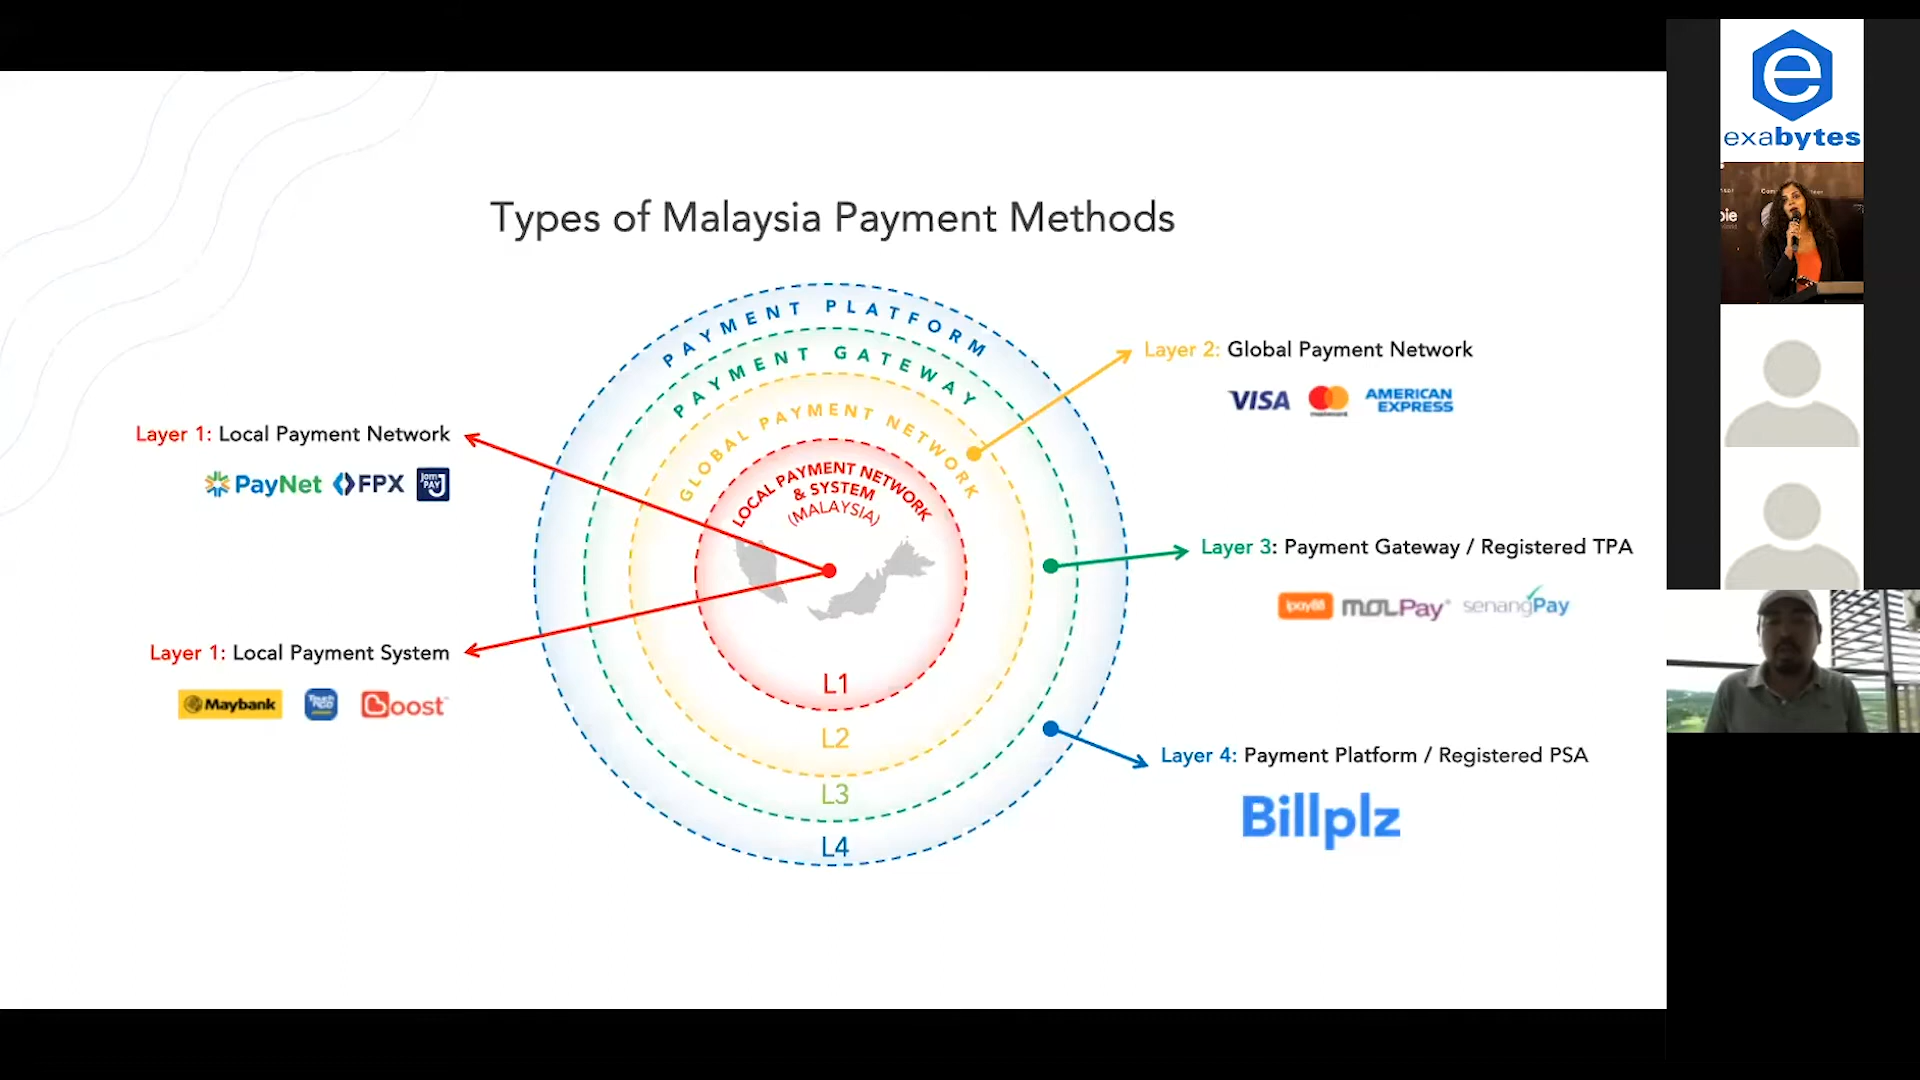 Types of Malaysia Payment Methods
PAYMENT PLATFORM
PAYMENT GATEWAY
GLOBAL PAYMENT NETWORK
LOCAL PAYMENT NETWORK
& SYSTEM
(MALAYSIA)
L1
L2
L3
L4
Layer 1: Local Payment Network
PayNet FPX JomPAY
Layer 1: Local Payment System
Maybank Touch 'nGO Boost
Layer 2: Global Payment Network
VISA mastercard AMERICAN EXPRESS
Layer 3: Payment Gateway / Registered TPA
ipay88 MOLPay senangPay
Layer 4: Payment Platform / Registered PSA
Billplz
e
exabytes